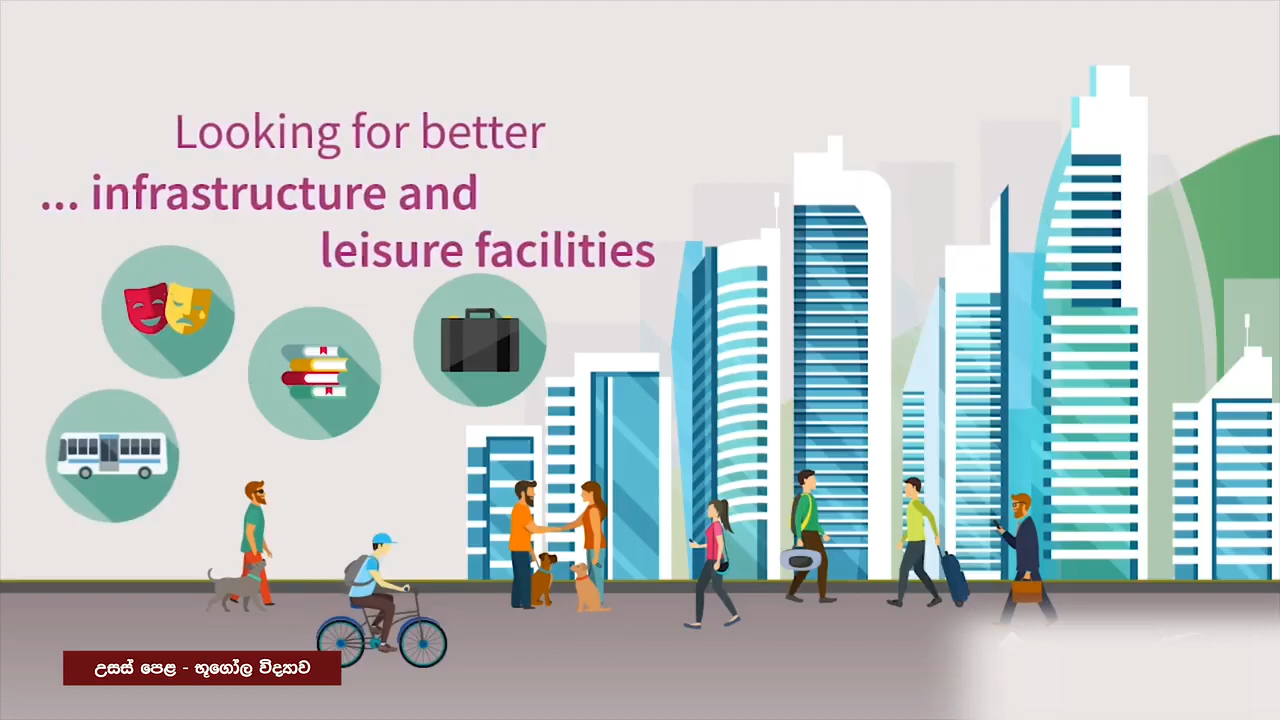 Looking for better
... infrastructure and
leisure facilities
උසස් පෙළ - භූගෝල විද්‍යාව